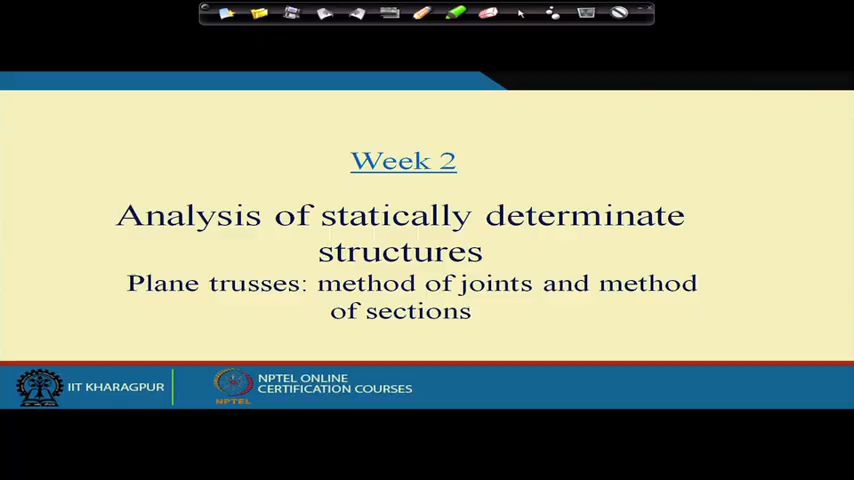 Week 2
Analysis of statically determinate
structures
Plane trusses: method of joints and method
of sections
IIT KHARAGPUR
NPTEL ONLINE
CERTIFICATION COURSES
NPTEL